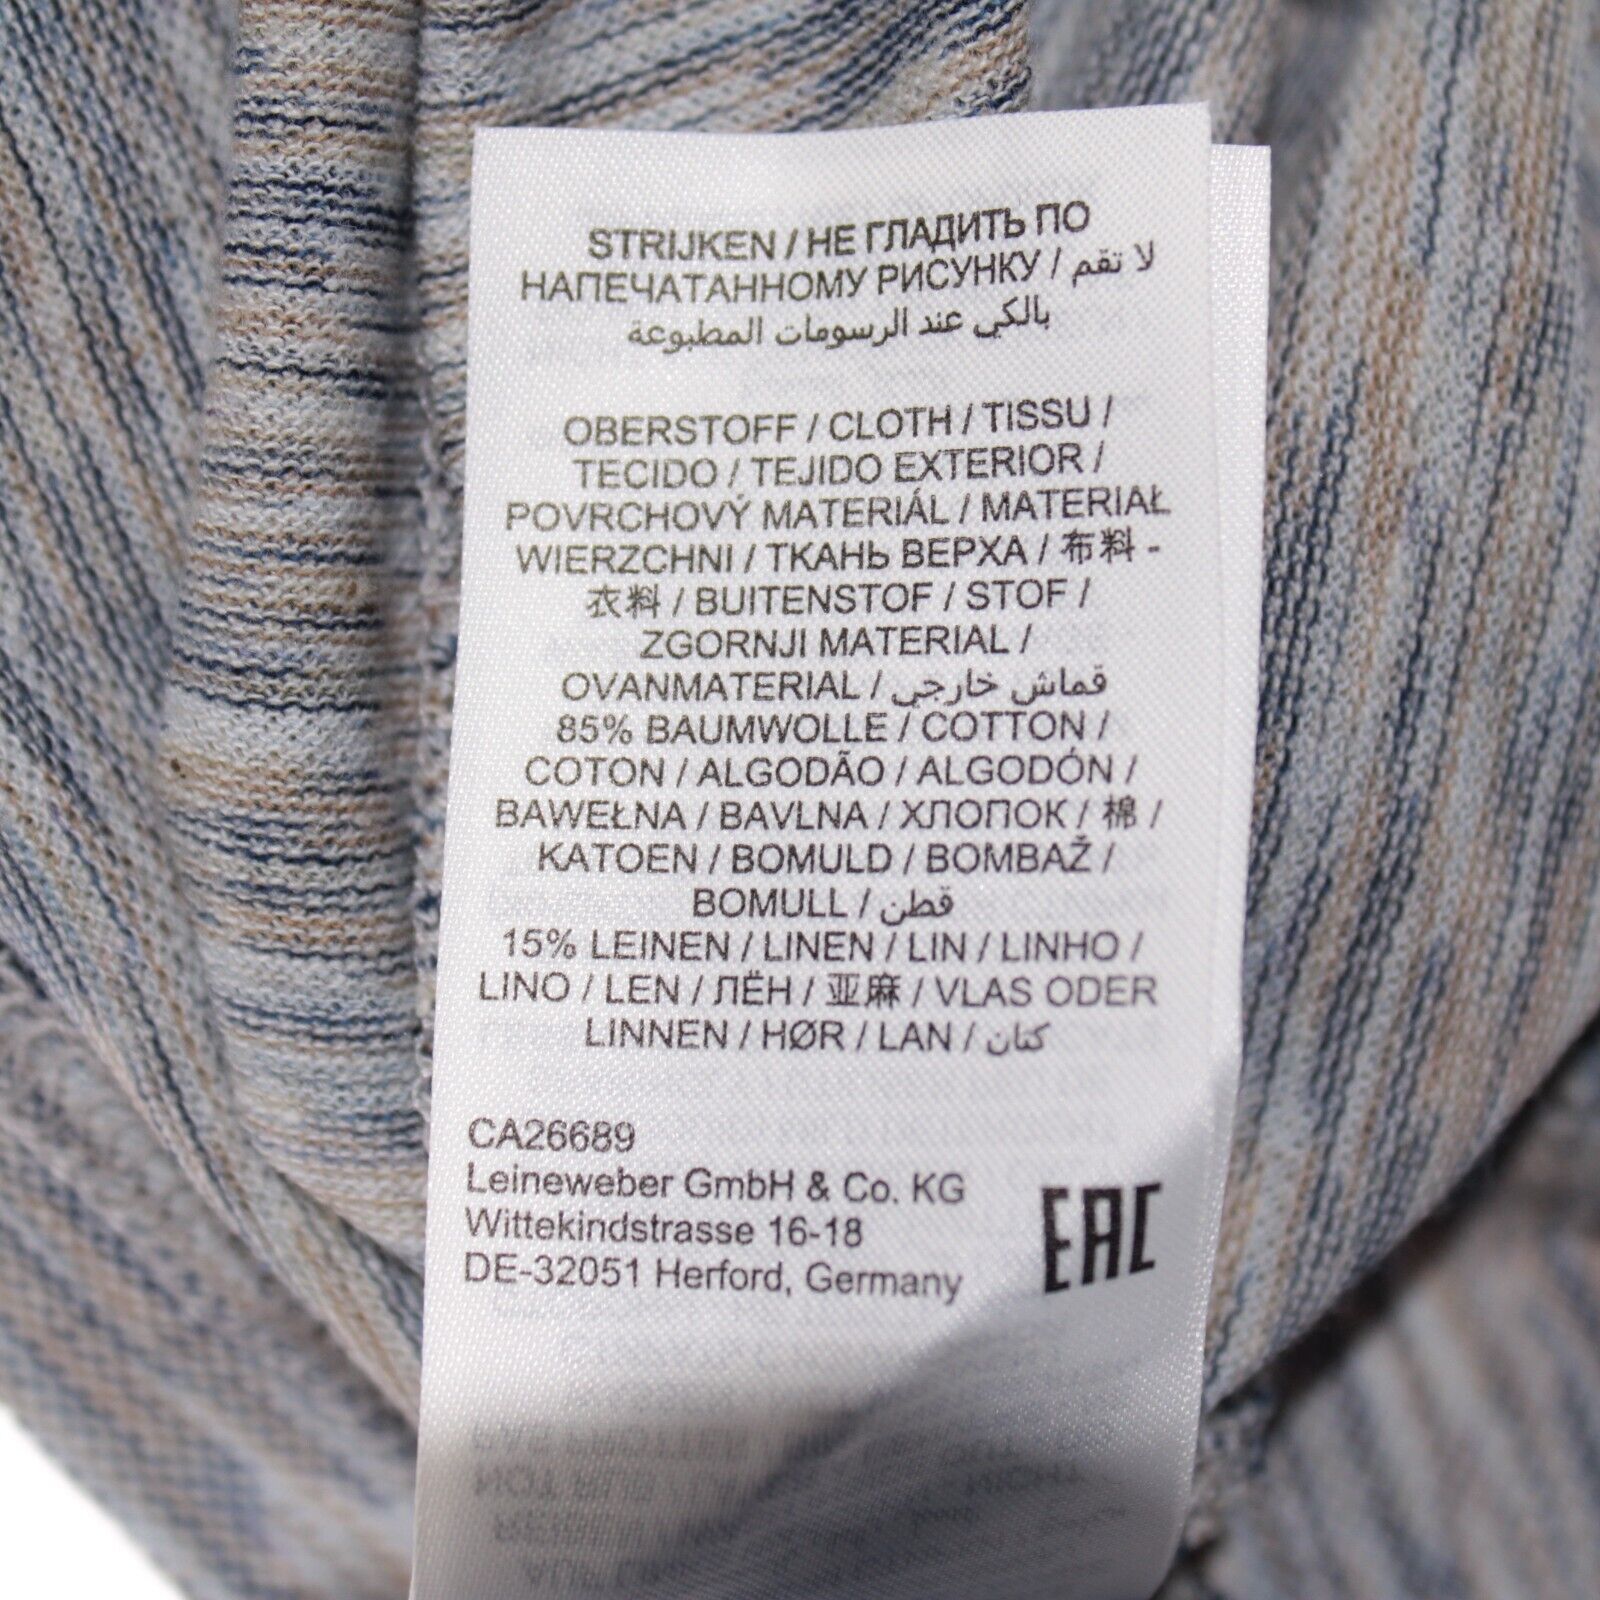 STRIJKEN / НЕ ГЛАДИТЬ ПО
НАПЕЧАТАННОМУ РИСУНКУ / لا تقم
بالكي عند الرسومات المطبوعة
OBERSTOFF / CLOTH / TISSU /
TECIDO / TEJIDO EXTERIOR /
POVRCHOVÝ MATERIÁL / MATERIAŁ
WIERZCHNI / ТКАНЬ ВЕРХА / 布料 -
衣料 / BUITENSTOF / STOF /
ZGORNJI MATERIAL /
OVANMATERIAL / قماش خارجي
85% BAUMWOLLE / COTTON /
COTON / ALGODÃO / ALGODÓN /
BAWEŁNA / BAVLNA / ХЛОПОК / 棉 /
KATOEN / BOMULD / BOMBAŽ /
BOMULL / قطن
15% LEINEN / LINEN / LIN / LINHO /
LINO / LEN / ЛЁН / 亚麻 / VLAS ODER
LINNEN / HØR / LAN / كتان
CA26689
Leineweber GmbH & Co. KG
Wittekindstrasse 16-18
DE-32051 Herford, Germany
EAC